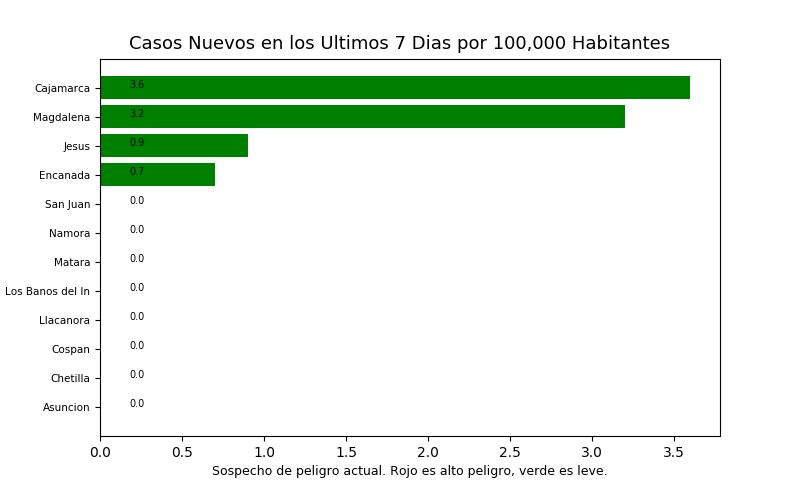 Casos Nuevos en los Ultimos 7 Dias por 100,000 Habitantes
Cajamarca 3.6
Magdalena 3.2
Jesus 0.9
Encanada 0.7
San Juan 0.0
Namora 0.0
Matara 0.0
Los Banos del In 0.0
Llacanora 0.0
Cospan 0.0
Chetilla 0.0
Asuncion 0.0
0.0 0.5 1.0 1.5 2.0 2.5 3.0 3.5
Sospecho de peligro actual. Rojo es alto peligro, verde es leve.